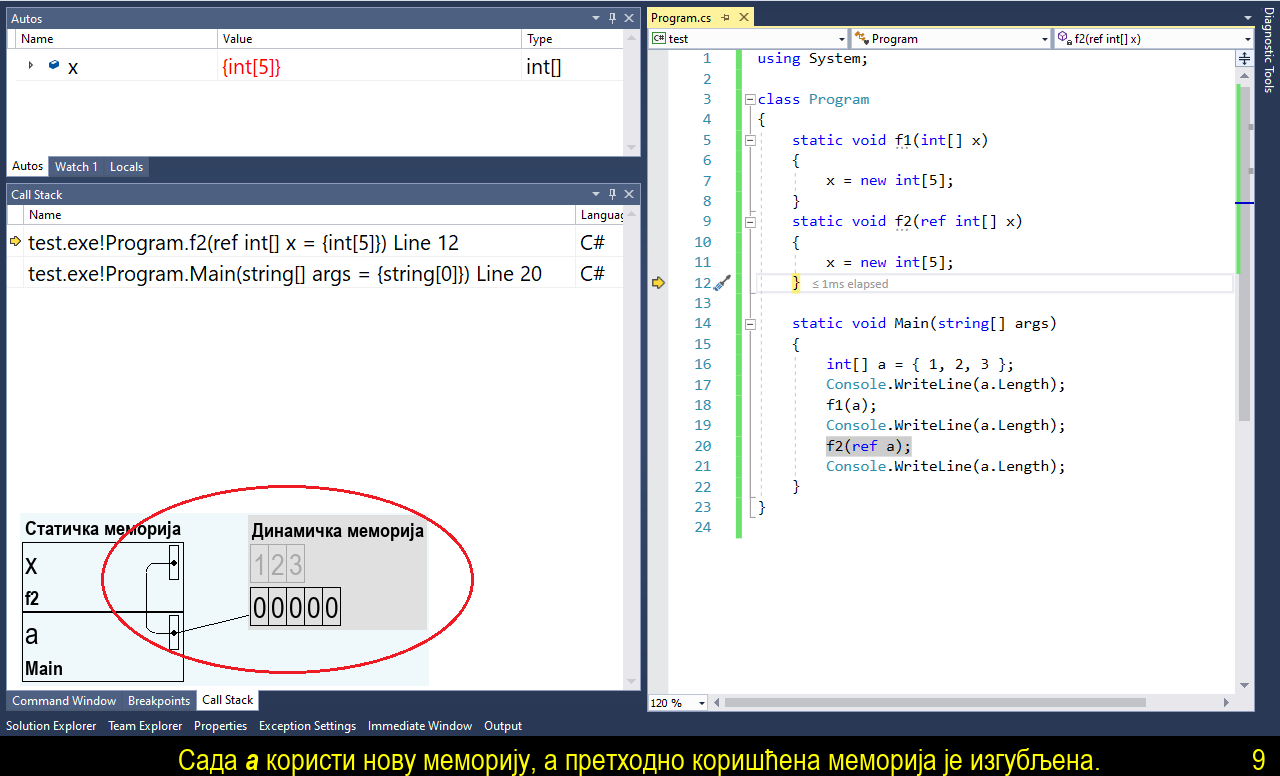 Autos
Name Value Type
x {int[5]} int[]
Autos Watch 1 Locals
Call Stack
Name Languag
test.exe!Program.f2(ref int[] x = {int[5]}) Line 12 C#
test.exe!Program.Main(string[] args = {string[0]}) Line 20 C#
Статичка меморија
Динамичка меморија
x
f2
a
Main
1 2 3
0 0 0 0 0
Command Window Breakpoints Call Stack
Solution Explorer Team Explorer Properties Exception Settings Immediate Window Output
Program.cs
C# test Program f2(ref int[] x)
1 using System;
2
3 class Program
4 {
5 static void f1(int[] x)
6 {
7 x = new int[5];
8 }
9 static void f2(ref int[] x)
10 {
11 x = new int[5];
12 } ≤ 1ms elapsed
13
14 static void Main(string[] args)
15 {
16 int[] a = { 1, 2, 3 };
17 Console.WriteLine(a.Length);
18 f1(a);
19 Console.WriteLine(a.Length);
20 f2(ref a);
21 Console.WriteLine(a.Length);
22 }
23 }
24
120 %
Diagnostic Tools
Сада a користи нову меморију, а претходно коришћена меморија је изгубљена. 9